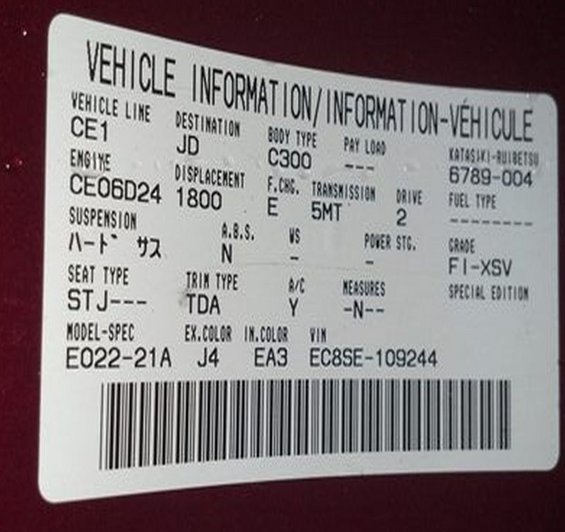 VEHICLE INFORMATION/INFORMATION-VÉHICULE
VEHICLE LINE DESTINATION BODY TYPE PAY LOAD KATASIKI-RUIBETSU
CE1 JD C300 --- 6789-004
ENGINE DISPLACEMENT F.CHG. TRANSMISSION DRIVE FUEL TYPE
CE06D24 1800 E 5MT 2 --------
SUSPENSION A.B.S. WS POWER STG. GRADE
ハード サス N - - FI-XSV
SEAT TYPE TRIM TYPE A/C MEASURES SPECIAL EDITION
STJ--- TDA Y -N--
MODEL-SPEC EX.COLOR IN.COLOR VIN
E022-21A J4 EA3 EC8SE-109244